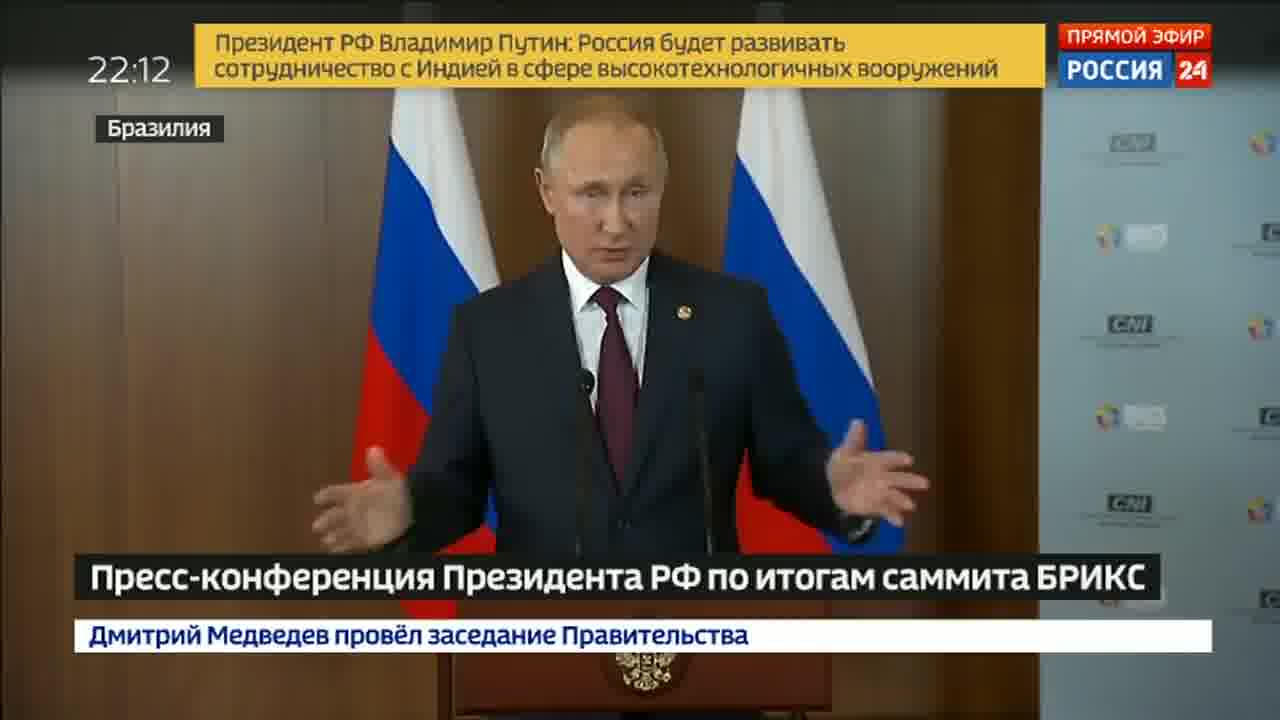 22:12
Президент РФ Владимир Путин: Россия будет развивать
сотрудничество с Индией в сфере высокотехнологичных вооружений
ПРЯМОЙ ЭФИР
РОССИЯ 24
Бразилия
CNI
CNI
CNI
Пресс-конференция Президента РФ по итогам саммита БРИКС
Дмитрий Медведев провёл заседание Правительства